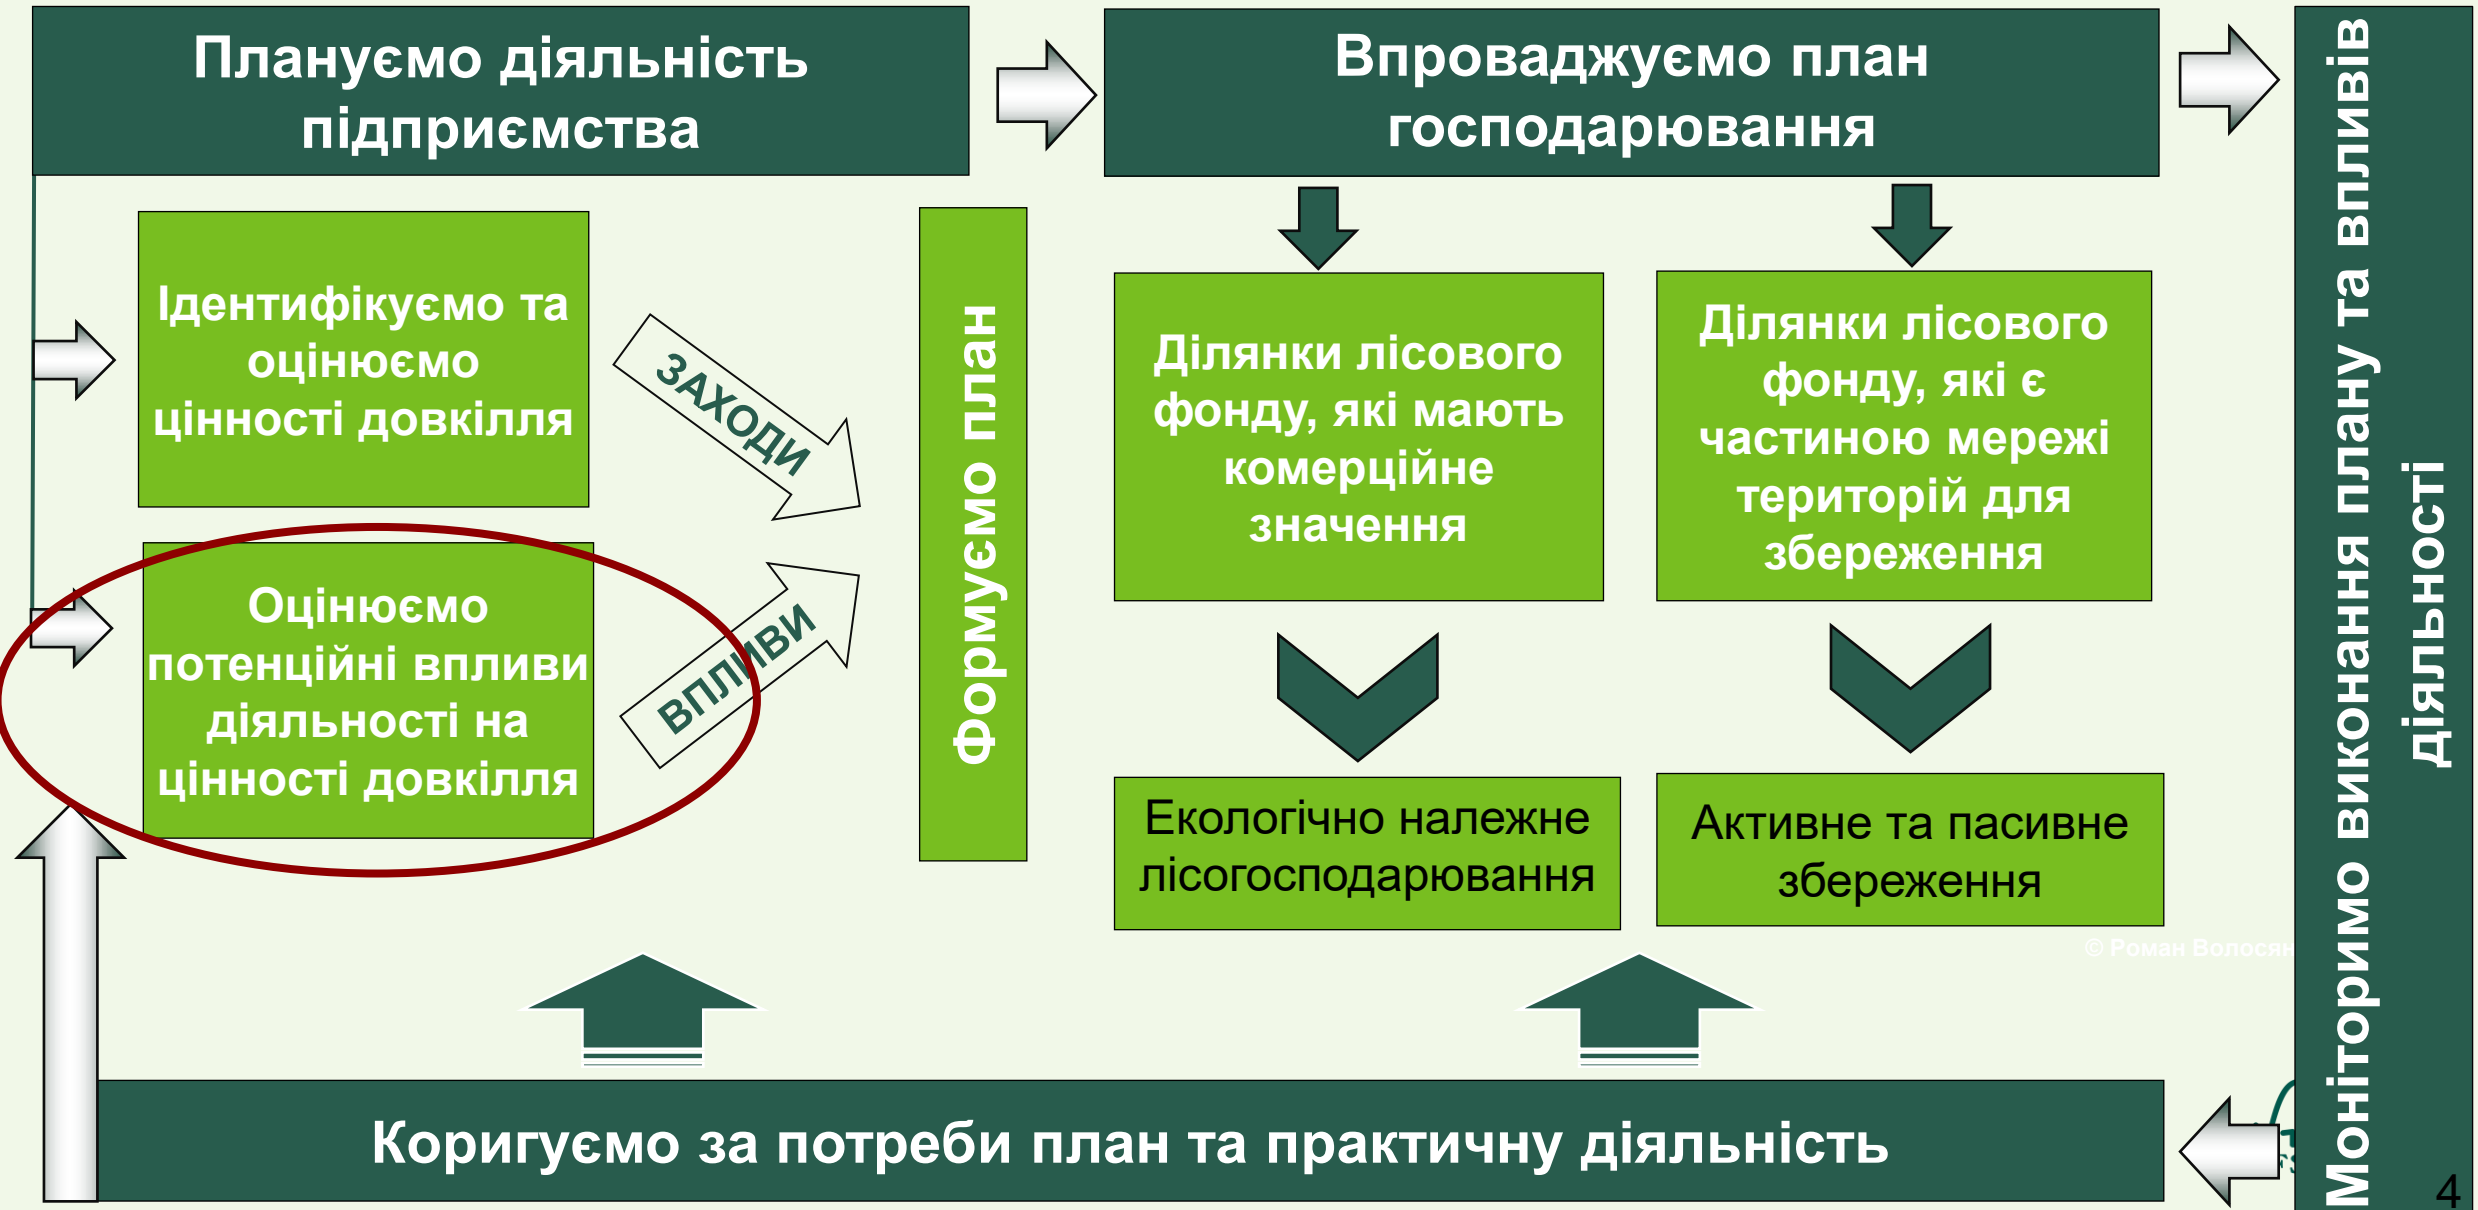 Плануємо діяльність
підприємства
Впроваджуємо план
господарювання
Ідентифікуємо та
оцінюємо
цінності довкілля
ЗАХОДИ
Оцінюємо
потенційні впливи
діяльності на
цінності довкілля
ВПЛИВИ
Формуємо план
Ділянки лісового
фонду, які мають
комерційне
значення
Ділянки лісового
фонду, які є
частиною мережі
територій для
збереження
Екологічно належне
лісогосподарювання
Активне та пасивне
збереження
© Роман
Моніторимо виконання плану та впливів
діяльності
Коригуємо за потреби план та практичну діяльність
4